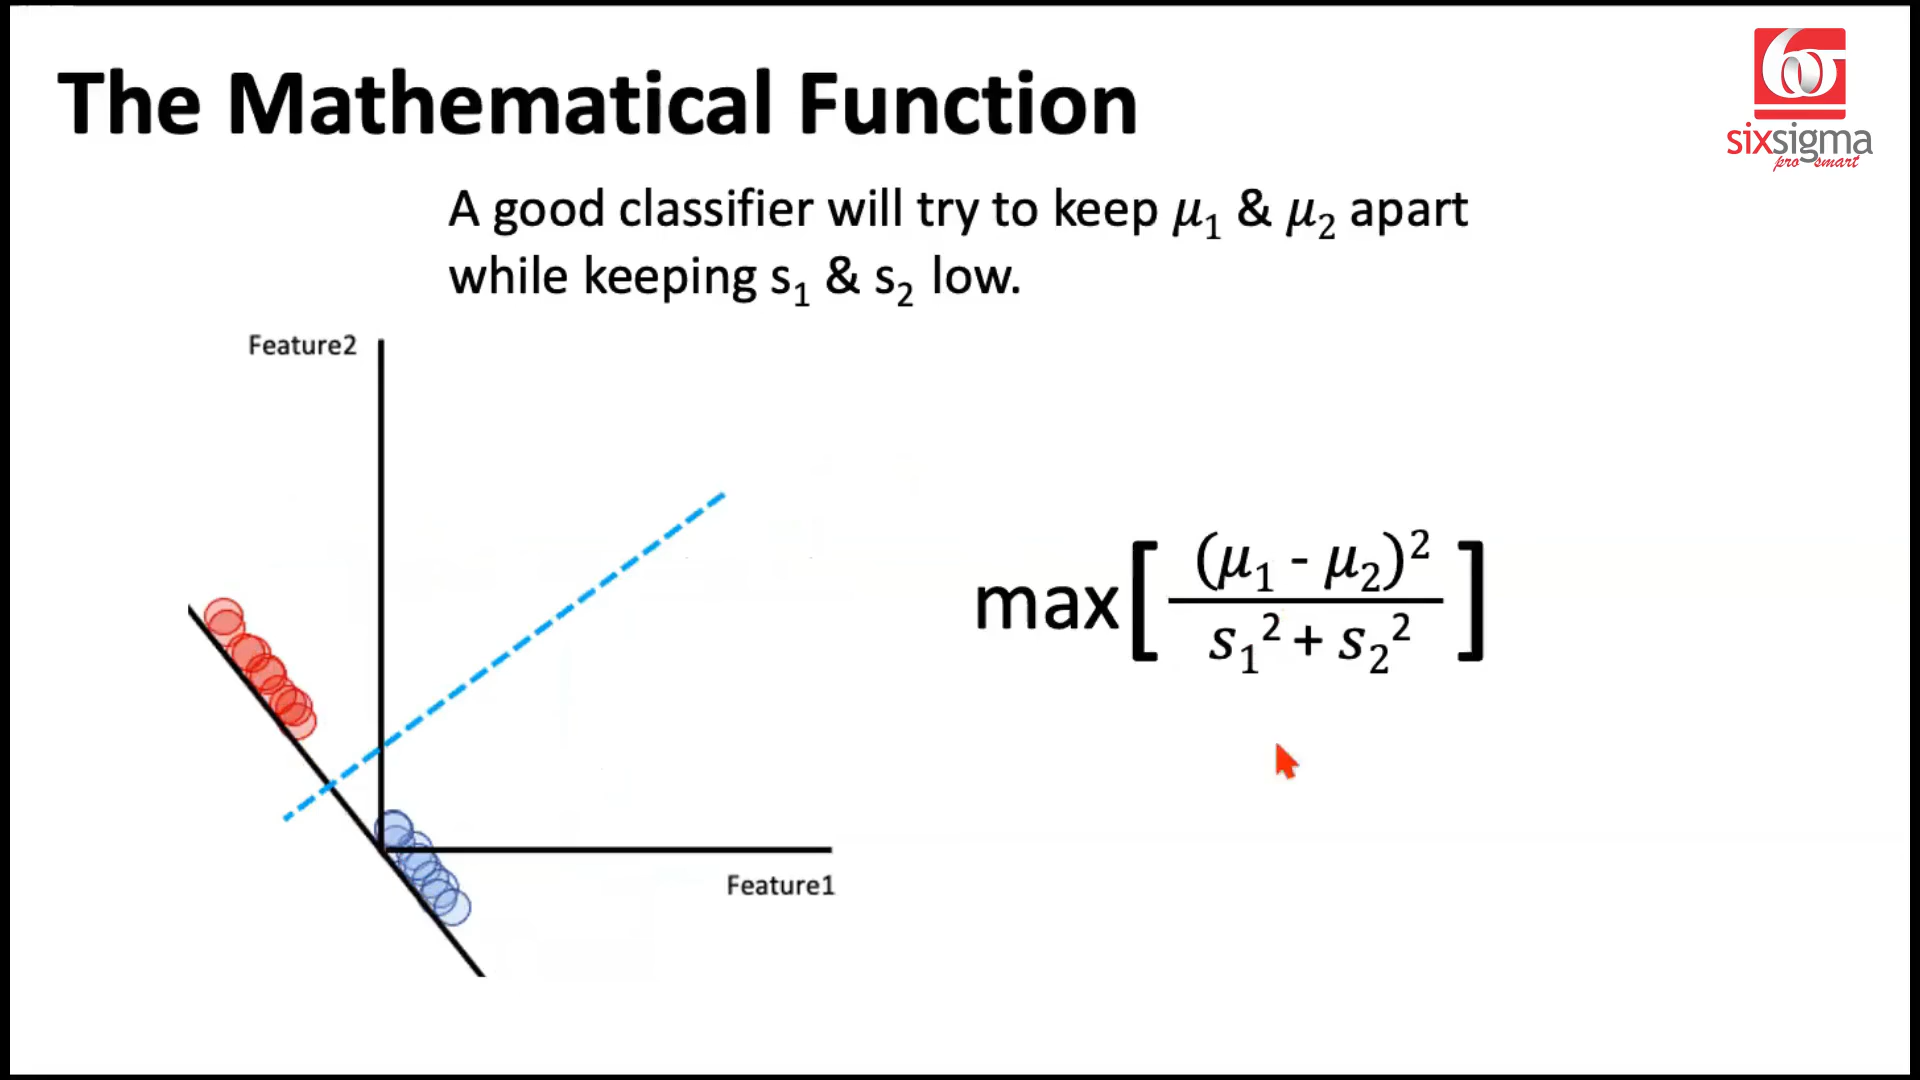 The Mathematical Function
A good classifier will try to keep μ₁ & μ₂ apart
while keeping s₁ & s₂ low.
Feature2
max[ (μ₁ - μ₂)² / s₁² + s₂² ]
Feature1
6σ
sixsigma
pro smart